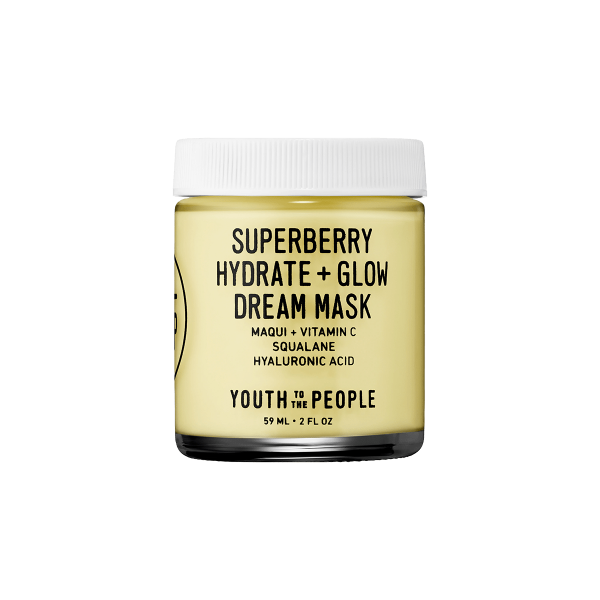 SUPERBERRY
HYDRATE + GLOW
DREAM MASK
MAQUI + VITAMIN C
SQUALANE
HYALURONIC ACID
YOUTH TO THE PEOPLE
59 ML • 2 FL OZ